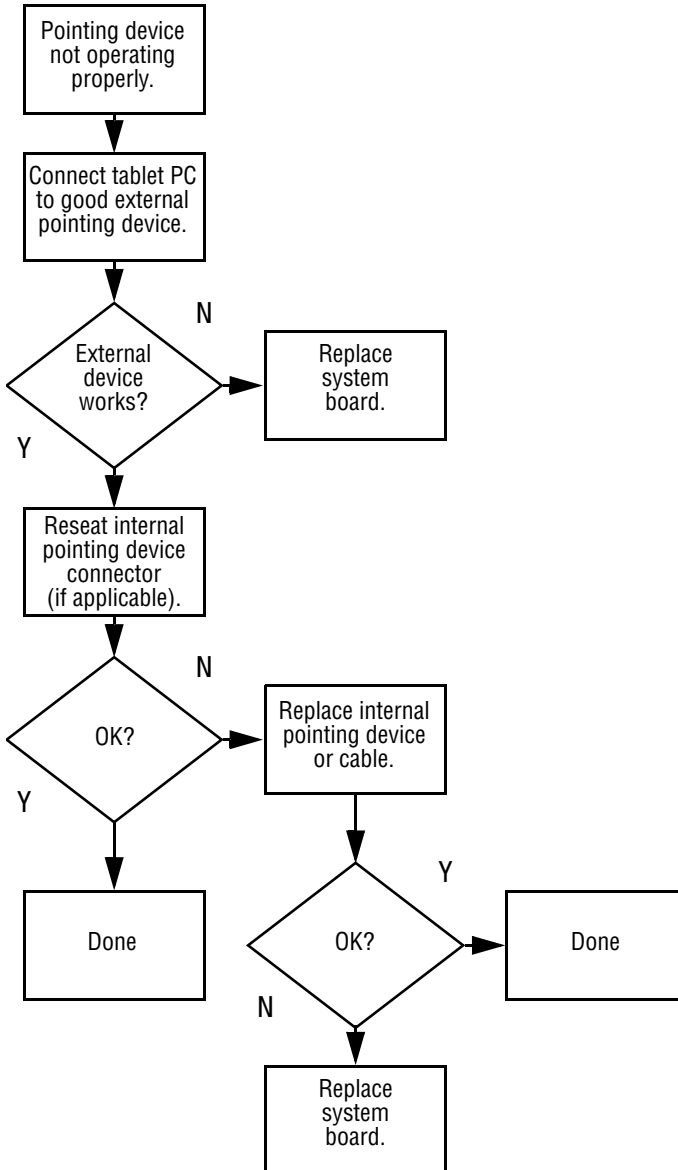 Pointing device
not operating
properly.
Connect tablet PC
to good external
pointing device.
N
External
device
works?
Replace
system
board.
Y
Reseat internal
pointing device
connector
(if applicable).
N
OK?
Replace internal
pointing device
or cable.
Y
Done
Y
OK?
Done
N
Replace
system
board.